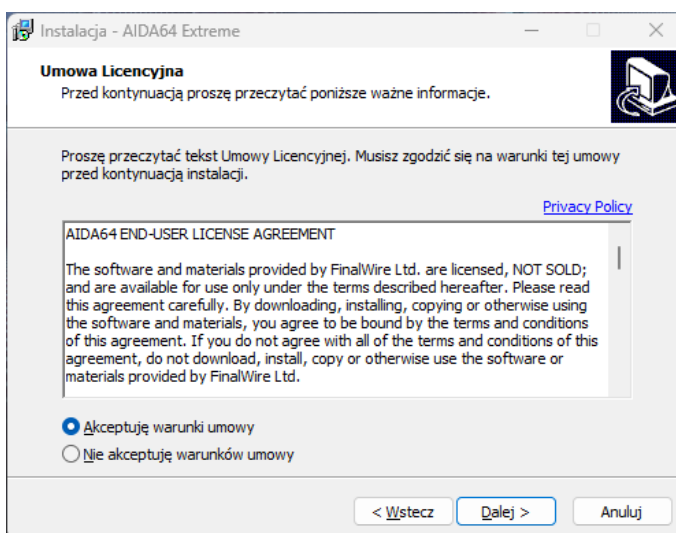 Instalacja - AIDA64 Extreme
Umowa Licencyjna
Przed kontynuacją proszę przeczytać poniższe ważne informacje.
Proszę przeczytać tekst Umowy Licencyjnej. Musisz zgodzić się na warunki tej umowy
przed kontynuacją instalacji.
Privacy Policy
AIDA64 END-USER LICENSE AGREEMENT
The software and materials provided by FinalWire Ltd. are licensed, NOT SOLD;
and are available for use only under the terms described hereafter. Please read
this agreement carefully. By downloading, installing, copying or otherwise using
the software and materials, you agree to be bound by the terms and conditions
of this agreement. If you do not agree with all of the terms and conditions of this
agreement, do not download, install, copy or otherwise use the software or
materials provided by FinalWire Ltd.
Akceptuję warunki umowy
Nie akceptuję warunków umowy
< Wstecz
Dalej >
Anuluj